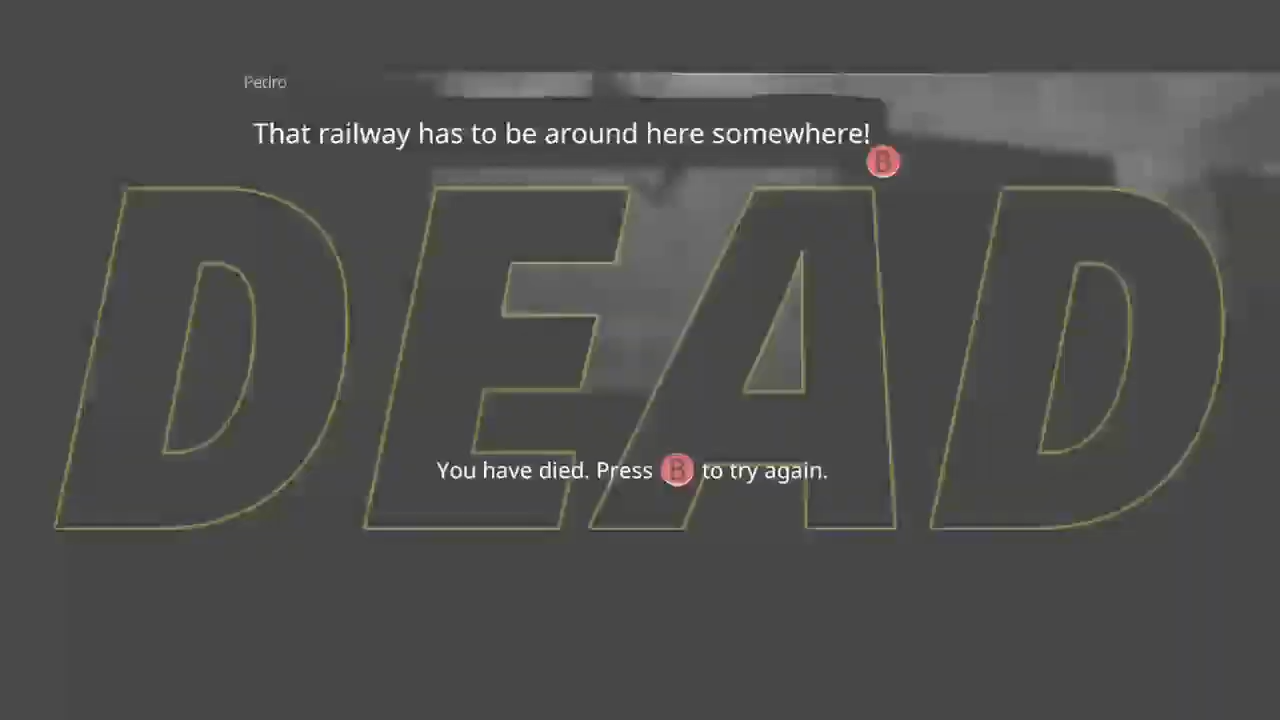 Pedro
That railway has to be around here somewhere!
B
DEAD
You have died. Press B to try again.